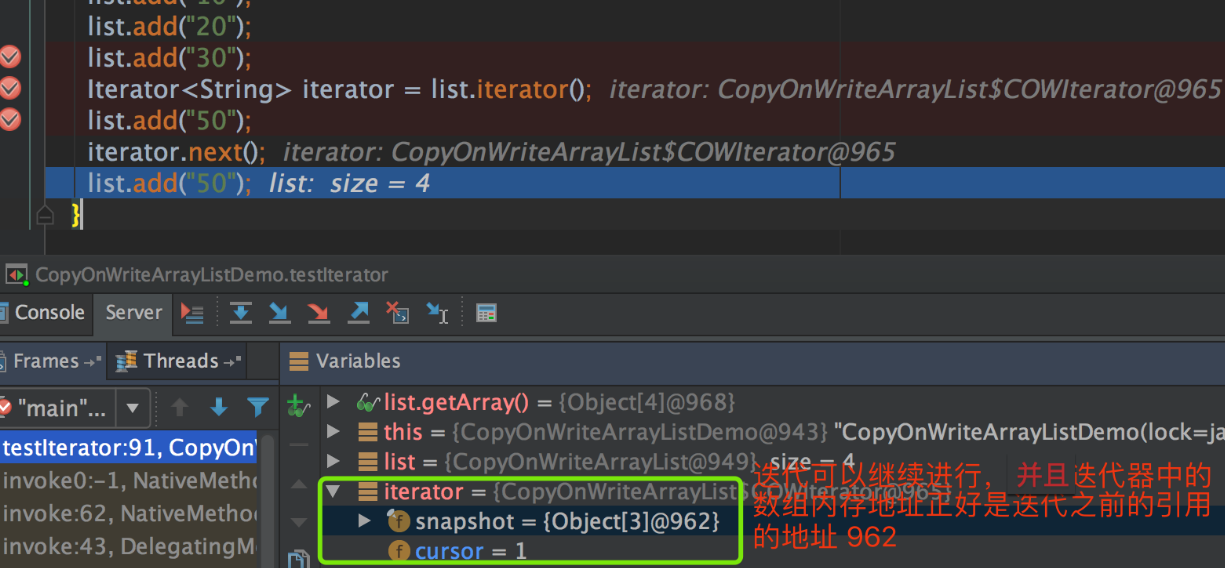 list.add("10");
list.add("20");
list.add("30");
Iterator<String> iterator = list.iterator(); iterator: CopyOnWriteArrayList$COWIterator@965
list.add("50");
iterator.next(); iterator: CopyOnWriteArrayList$COWIterator@965
list.add("50"); list: size = 4
}
CopyOnWriteArrayListDemo.testIterator
Console Server
Frames Threads Variables
"main"...
list.getArray() = {Object[4]@968}
this = {CopyOnWriteArrayListDemo@943} "CopyOnWriteArrayListDemo(lock=ja
list = {CopyOnWriteArrayList@949} size = 4
iterator = {CopyOnWriteArrayList$COWIterator@965}
snapshot = {Object[3]@962}
cursor = 1
testIterator:91, CopyOnW
invoke0:-1, NativeMetho
invoke:62, NativeMethod
invoke:43, DelegatingM
迭代可以继续进行，并且迭代器中的
数组内存地址正好是迭代之前的引用
的地址 962